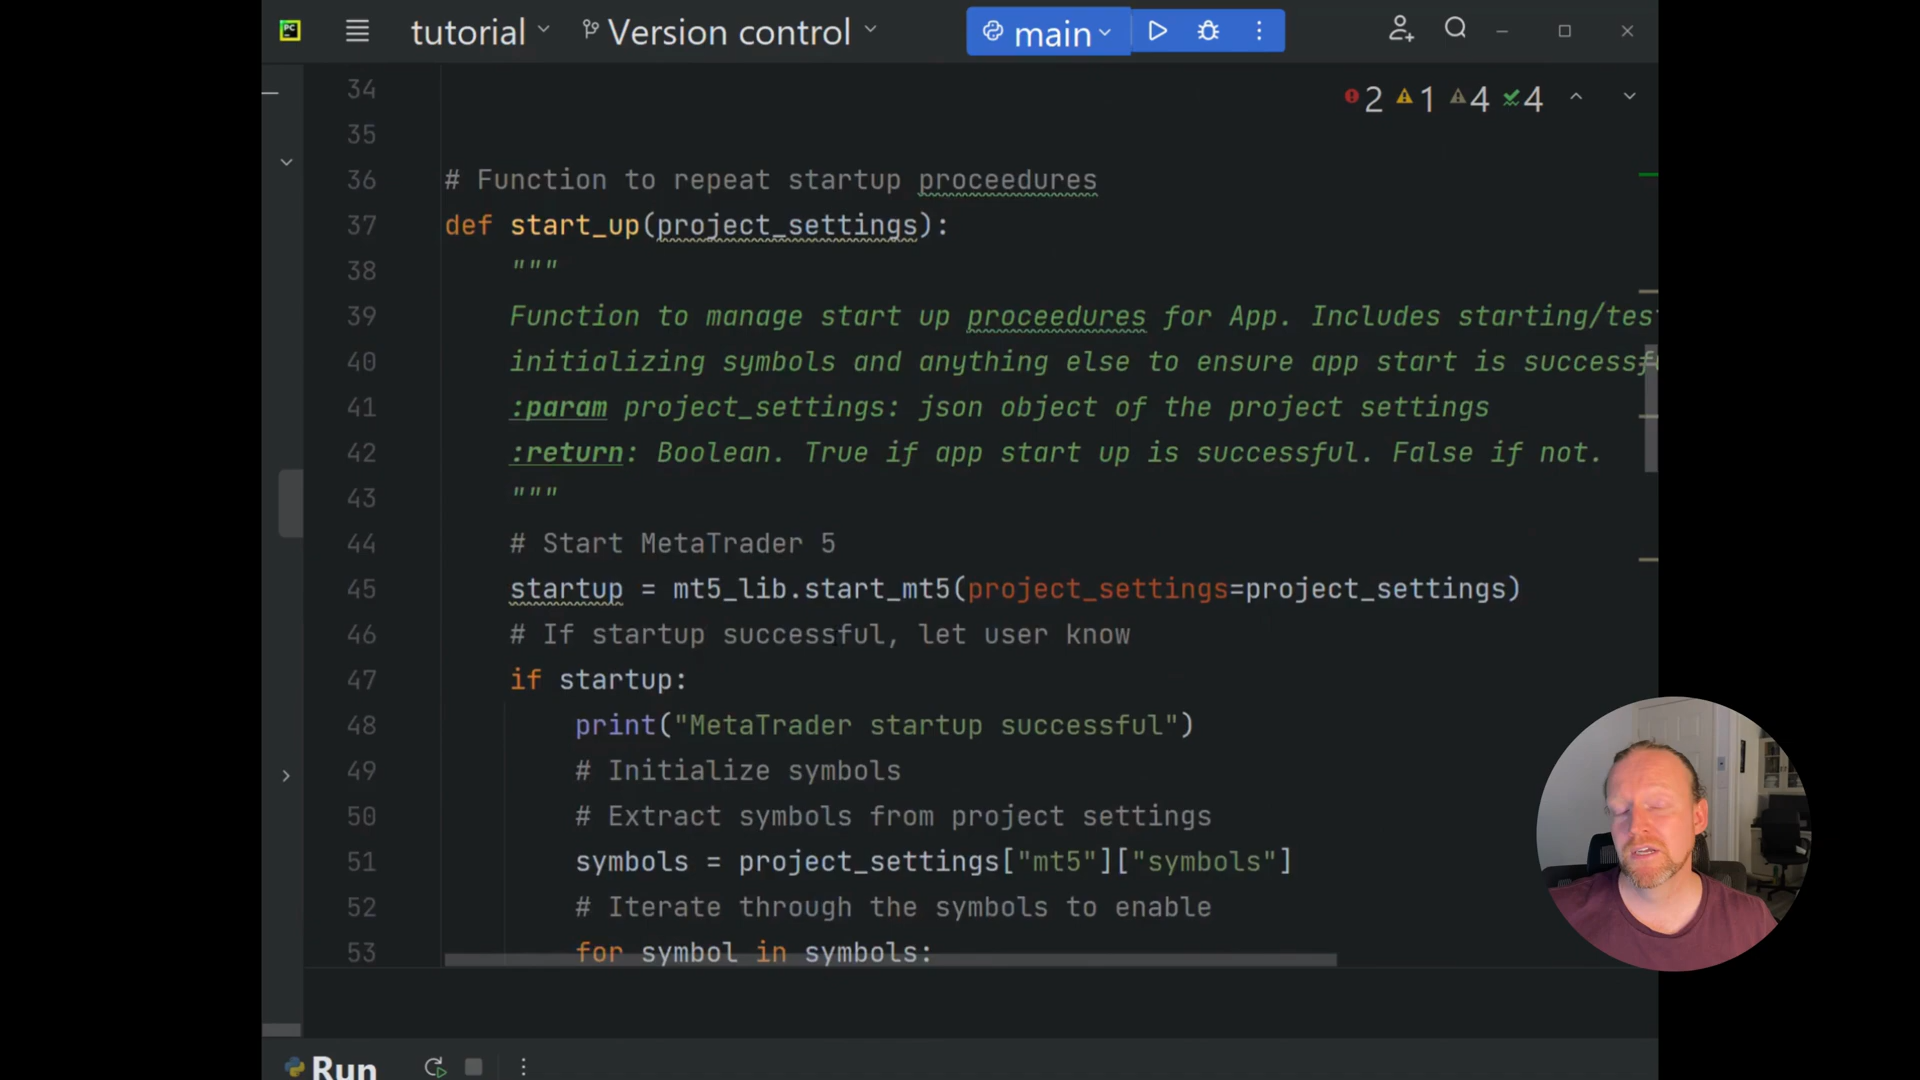 PC
tutorial
Version control
main
2 1 4 4
34
35
36 # Function to repeat startup proceedures
37 def start_up(project_settings):
38 """
39 Function to manage start up proceedures for App. Includes starting/tes
40 initializing symbols and anything else to ensure app start is successf
41 :param project_settings: json object of the project settings
42 :return: Boolean. True if app start up is successful. False if not.
43 """
44 # Start MetaTrader 5
45 startup = mt5_lib.start_mt5(project_settings=project_settings)
46 # If startup successful, let user know
47 if startup:
48 print("MetaTrader startup successful")
49 # Initialize symbols
50 # Extract symbols from project settings
51 symbols = project_settings["mt5"]["symbols"]
52 # Iterate through the symbols to enable
53 for symbol in symbols:
Run